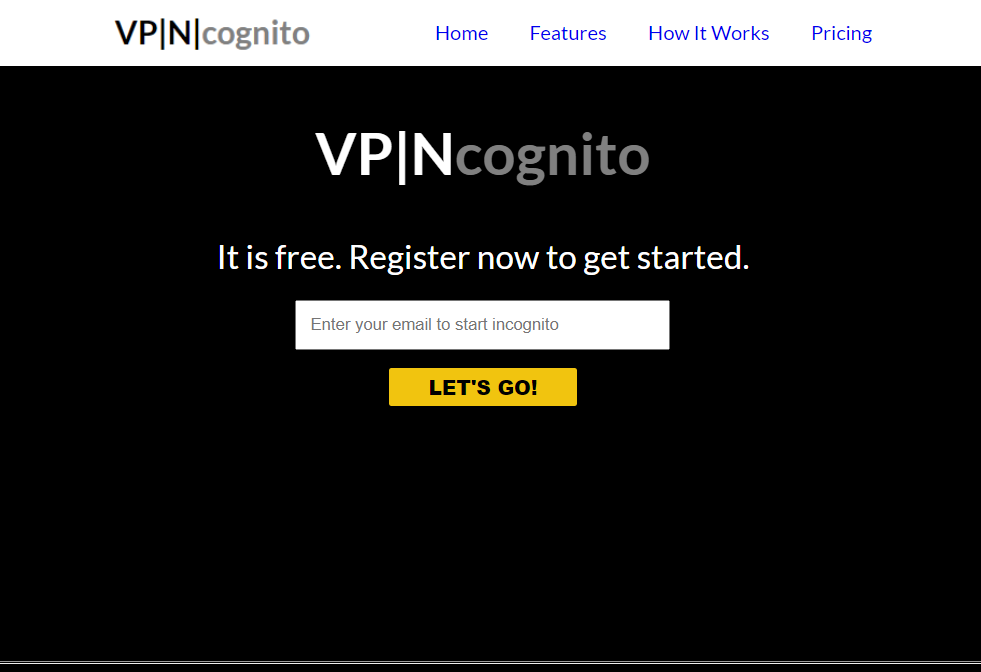 VP|N|cognito
Home Features How It Works Pricing
VP|Ncognito
It is free. Register now to get started.
Enter your email to start incognito
LET'S GO!